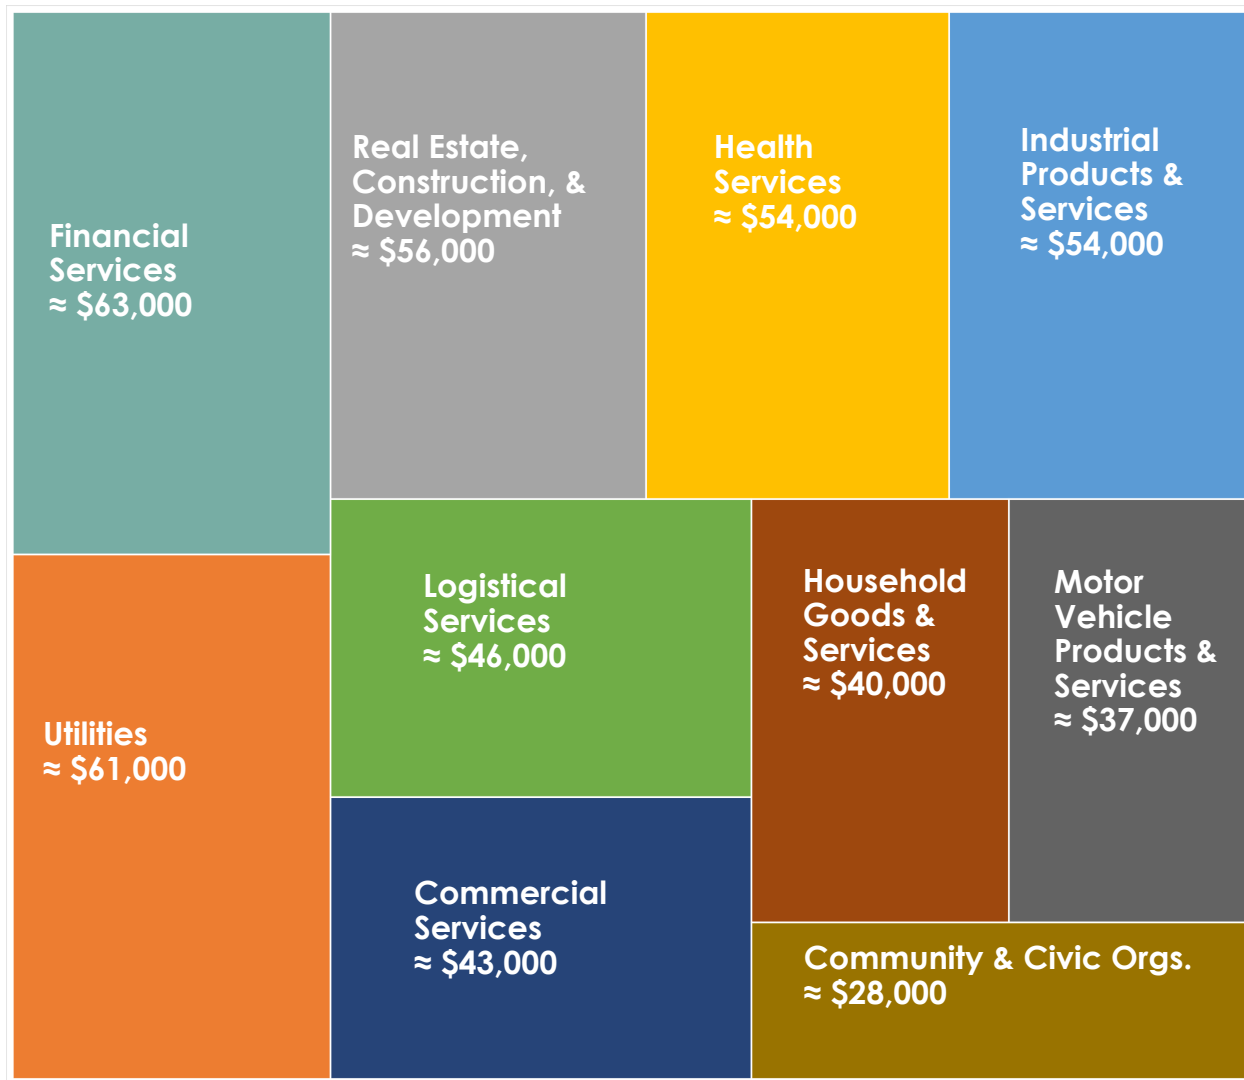 Financial
Services
≈ $63,000
Real Estate,
Construction, &
Development
≈ $56,000
Health
Services
≈ $54,000
Industrial
Products &
Services
≈ $54,000
Utilities
≈ $61,000
Logistical
Services
≈ $46,000
Household
Goods &
Services
≈ $40,000
Motor
Vehicle
Products &
Services
≈ $37,000
Commercial
Services
≈ $43,000
Community & Civic Orgs.
≈ $28,000